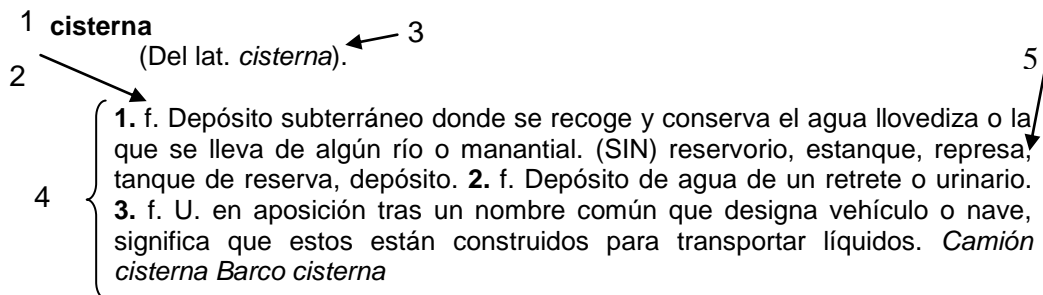 1 cisterna
(Del lat. cisterna). 3
2
5
1. f. Depósito subterráneo donde se recoge y conserva el agua llovediza o la
que se lleva de algún río o manantial. (SIN) reservorio, estanque, represa,
tanque de reserva, depósito. 2. f. Depósito de agua de un retrete o urinario.
4
3. f. U. en aposición tras un nombre común que designa vehículo o nave,
significa que estos están construidos para transportar líquidos. Camión
cisterna Barco cisterna